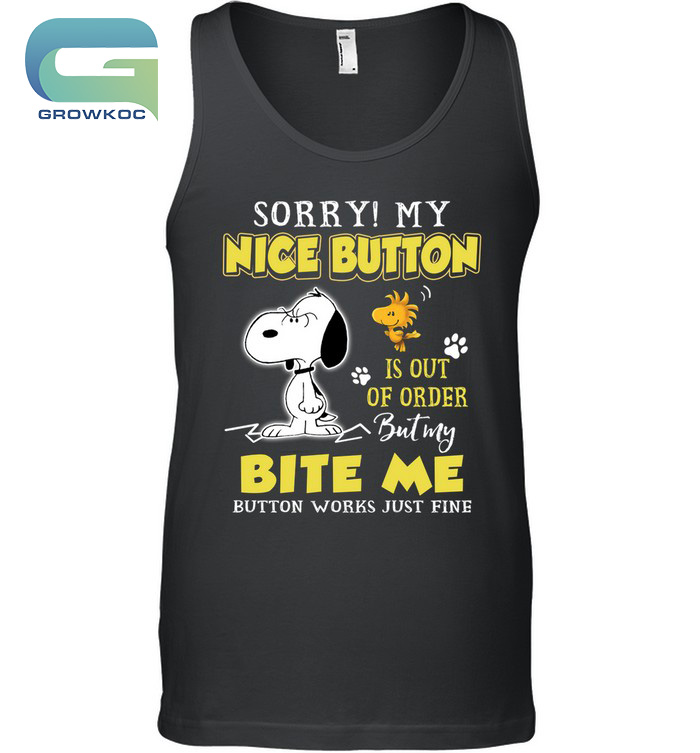 GROWKOC
SORRY! MY
NICE BUTTON
IS OUT
OF ORDER
But my
BITE ME
BUTTON WORKS JUST FINE